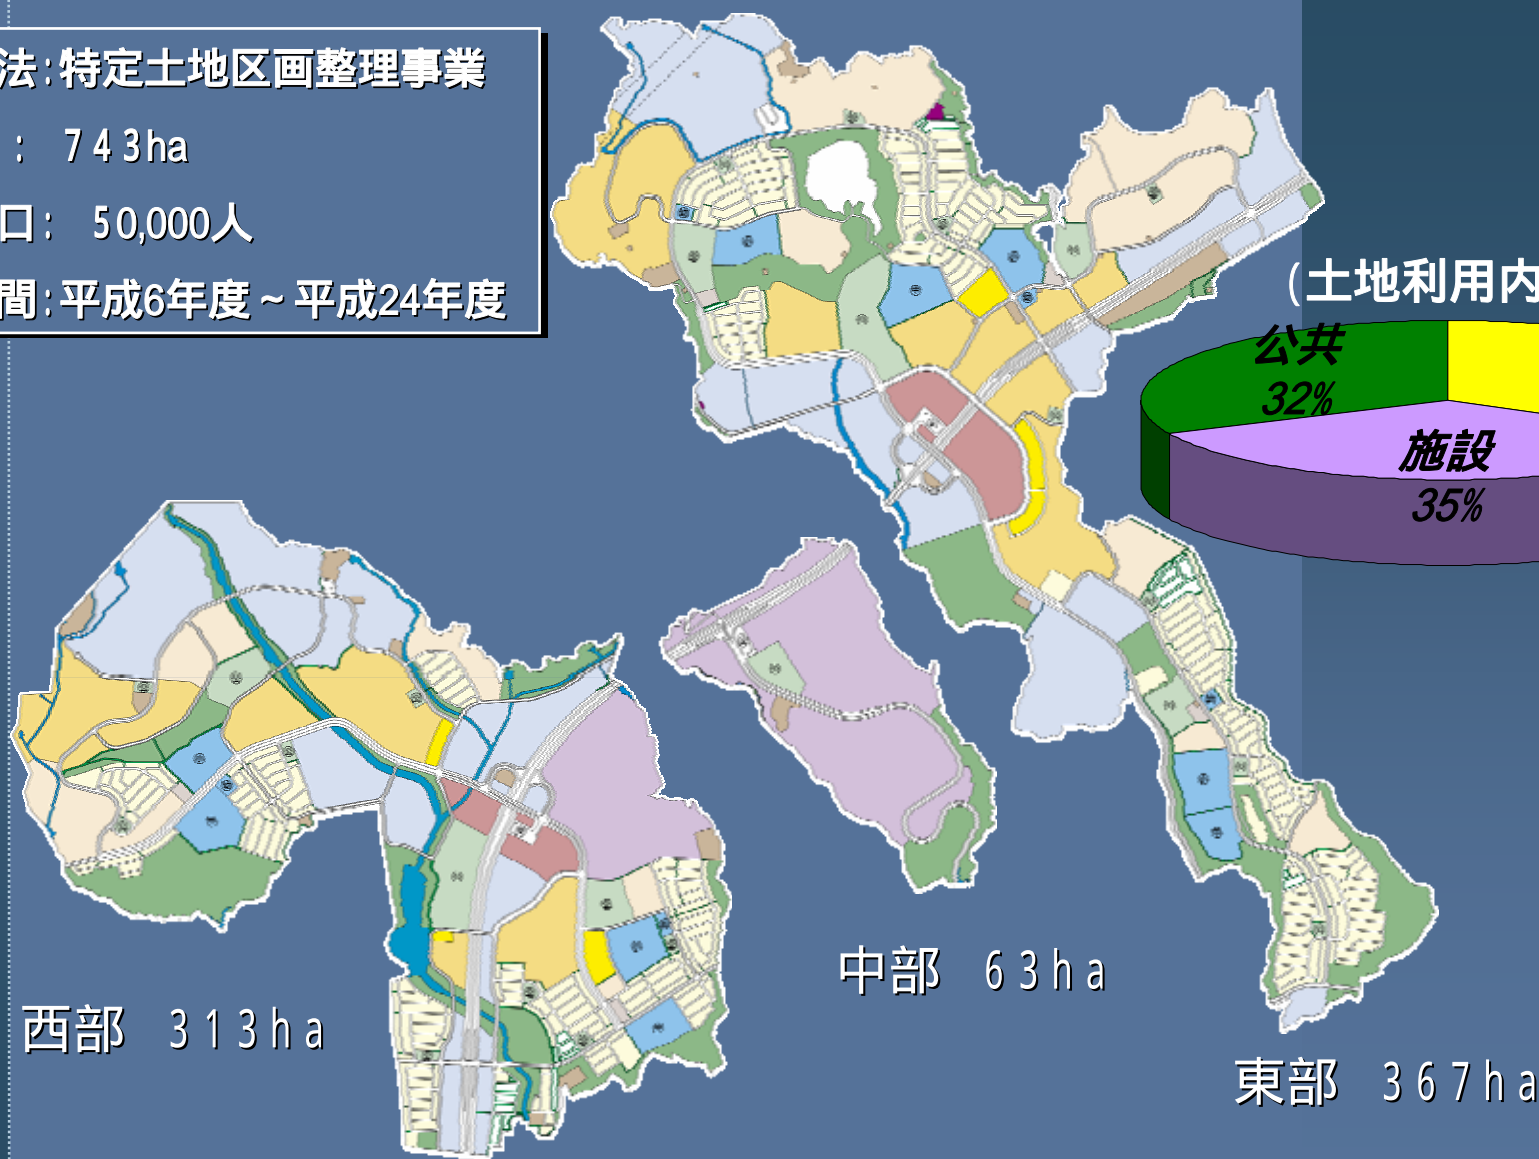 法:特定土地区画整理事業
: 743ha
口: 50,000人
間:平成6年度~平成24年度
(土地利用内
公共
32%
施設
35%
中部 63ha
西部 313ha
東部 367ha